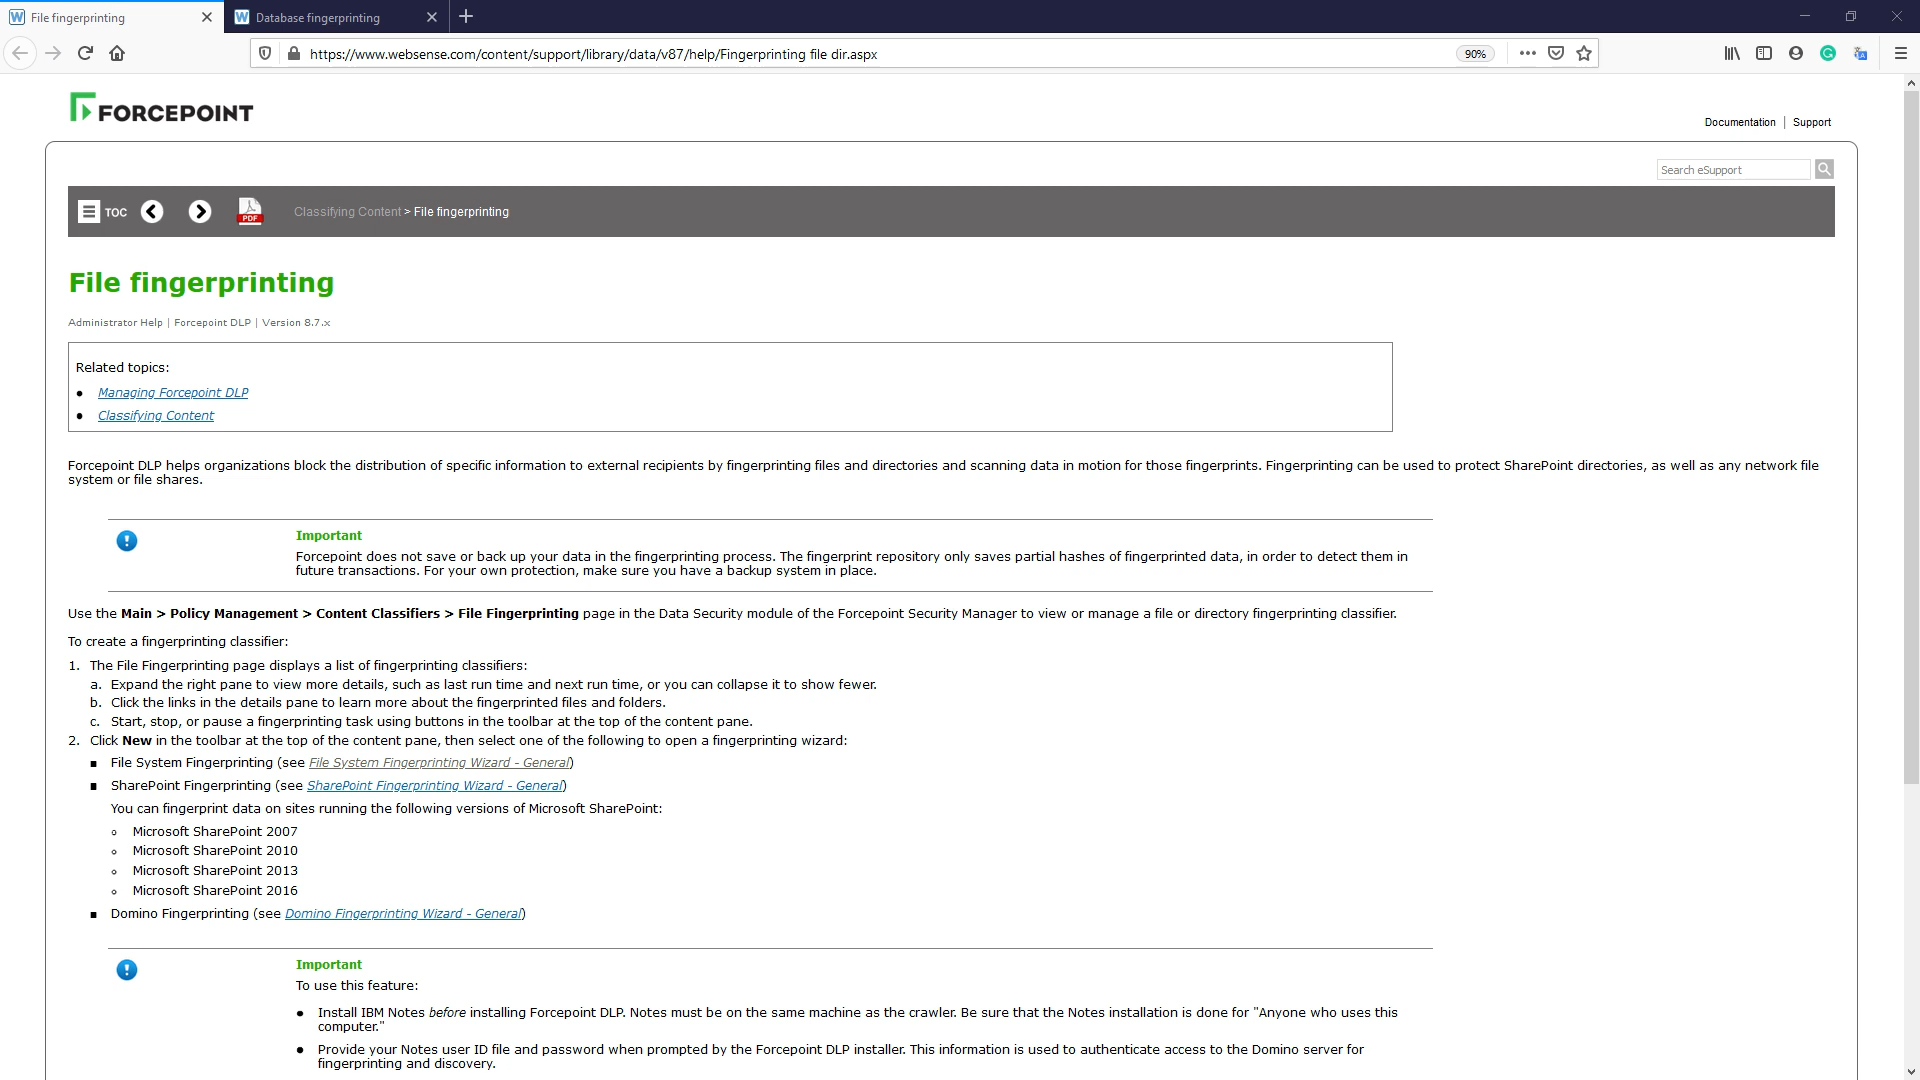 File fingerprinting
Database fingerprinting
https://www.websense.com/content/support/library/data/v87/help/Fingerprinting file dir.aspx
90%
FORCEPOINT
Documentation | Support
Search eSupport
TOC
PDF
Classifying Content > File fingerprinting
File fingerprinting
Administrator Help | Forcepoint DLP | Version 8.7.x
Related topics:
• Managing Forcepoint DLP
• Classifying Content
Forcepoint DLP helps organizations block the distribution of specific information to external recipients by fingerprinting files and directories and scanning data in motion for those fingerprints. Fingerprinting can be used to protect SharePoint directories, as well as any network file
system or file shares.
Important
Forcepoint does not save or back up your data in the fingerprinting process. The fingerprint repository only saves partial hashes of fingerprinted data, in order to detect them in
future transactions. For your own protection, make sure you have a backup system in place.
Use the Main > Policy Management > Content Classifiers > File Fingerprinting page in the Data Security module of the Forcepoint Security Manager to view or manage a file or directory fingerprinting classifier.
To create a fingerprinting classifier:
1. The File Fingerprinting page displays a list of fingerprinting classifiers:
a. Expand the right pane to view more details, such as last run time and next run time, or you can collapse it to show fewer.
b. Click the links in the details pane to learn more about the fingerprinted files and folders.
c. Start, stop, or pause a fingerprinting task using buttons in the toolbar at the top of the content pane.
2. Click New in the toolbar at the top of the content pane, then select one of the following to open a fingerprinting wizard:
■ File System Fingerprinting (see File System Fingerprinting Wizard - General)
■ SharePoint Fingerprinting (see SharePoint Fingerprinting Wizard - General)
You can fingerprint data on sites running the following versions of Microsoft SharePoint:
○ Microsoft SharePoint 2007
○ Microsoft SharePoint 2010
○ Microsoft SharePoint 2013
○ Microsoft SharePoint 2016
■ Domino Fingerprinting (see Domino Fingerprinting Wizard - General)
Important
To use this feature:
• Install IBM Notes before installing Forcepoint DLP. Notes must be on the same machine as the crawler. Be sure that the Notes installation is done for "Anyone who uses this
computer."
• Provide your Notes user ID file and password when prompted by the Forcepoint DLP installer. This information is used to authenticate access to the Domino server for
fingerprinting and discovery.